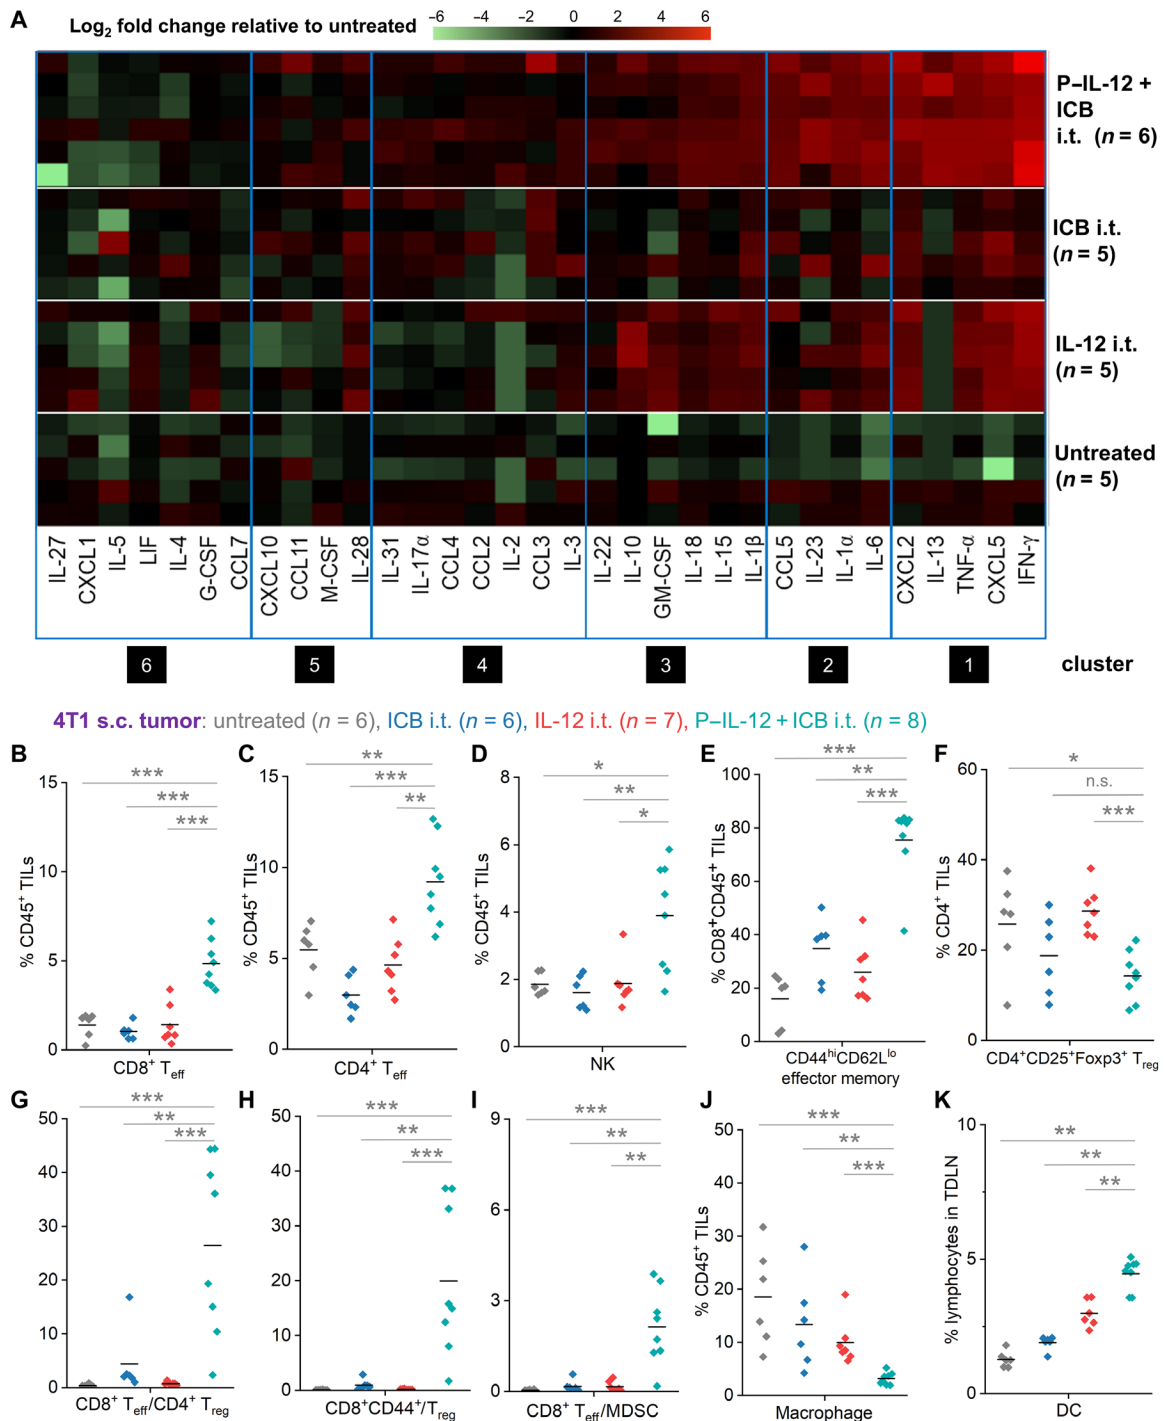 A
Log2 fold change relative to untreated
−6 −4 −2 0 2 4 6
P–IL-12 +
ICB
i.t. (n = 6)
ICB i.t.
(n = 5)
IL-12 i.t.
(n = 5)
Untreated
(n = 5)
IL-27
CXCL1
IL-5
LIF
IL-4
G-CSF
CCL7
CXCL10
CCL11
M-CSF
IL-28
IL-31
IL-17α
CCL4
CCL2
IL-2
CCL3
IL-3
IL-22
IL-10
GM-CSF
IL-18
IL-15
IL-1β
CCL5
IL-23
IL-1α
IL-6
CXCL2
IL-13
TNF-α
CXCL5
IFN-γ
6 5 4 3 2 1 cluster
4T1 s.c. tumor: untreated (n = 6), ICB i.t. (n = 6), IL-12 i.t. (n = 7), P–IL-12 + ICB i.t. (n = 8)
B
% CD45+ TILs
15
10
5
0
***
***
***
CD8+ Teff
C
% CD45+ TILs
15
10
5
0
**
***
**
CD4+ Teff
D
% CD45+ TILs
8
6
4
2
0
*
**
*
NK
E
% CD8+CD45+ TILs
100
80
60
40
20
0
***
**
***
CD44hiCD62Llo
effector memory
F
% CD4+ TILs
60
40
20
0
*
n.s.
***
CD4+CD25+Foxp3+ Treg
G
50
40
30
20
10
0
***
**
***
CD8+ Teff/CD4+ Treg
H
50
40
30
20
10
0
***
**
***
CD8+CD44+/Treg
I
9
6
3
0
***
**
**
CD8+ Teff/MDSC
J
% CD45+ TILs
50
40
30
20
10
0
***
**
***
Macrophage
K
% lymphocytes in TDLN
10
5
0
**
**
**
DC